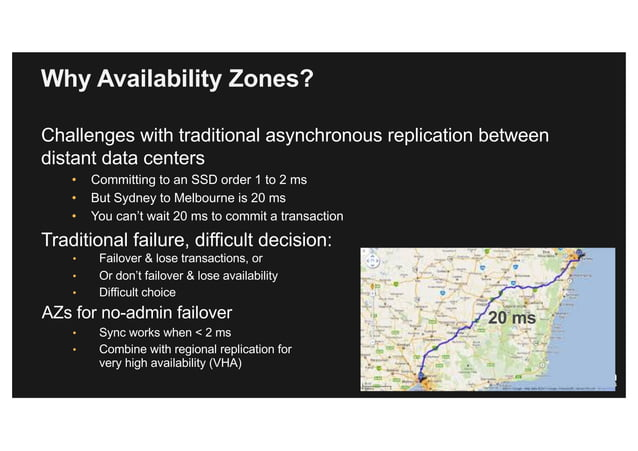 Why Availability Zones?
Challenges with traditional asynchronous replication between
distant data centers
• Committing to an SSD order 1 to 2 ms
• But Sydney to Melbourne is 20 ms
• You can’t wait 20 ms to commit a transaction
Traditional failure, difficult decision:
• Failover & lose transactions, or
• Or don’t failover & lose availability
• Difficult choice
AZs for no-admin failover
• Sync works when < 2 ms
• Combine with regional replication for
very high availability (VHA)
20 ms